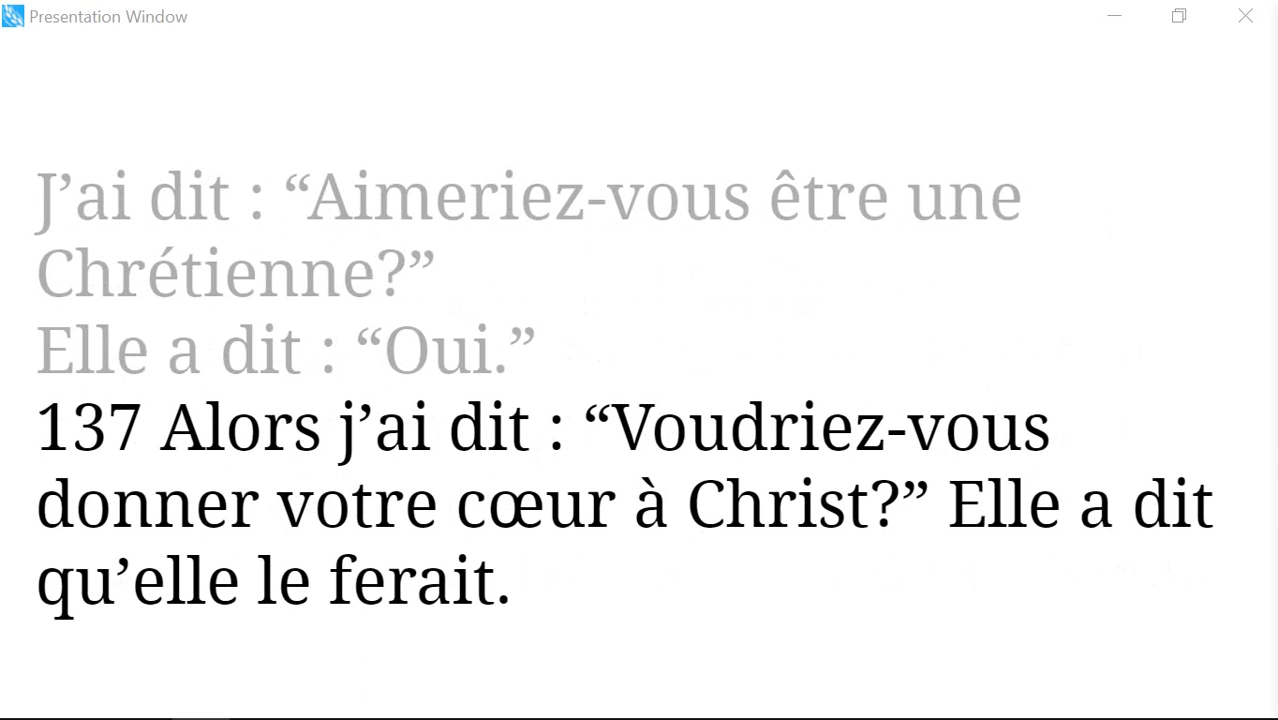 Presentation Window
J’ai dit : “Aimeriez-vous être une
Chrétienne?”
Elle a dit : “Oui.”
137 Alors j’ai dit : “Voudriez-vous
donner votre cœur à Christ?” Elle a dit
qu’elle le ferait.